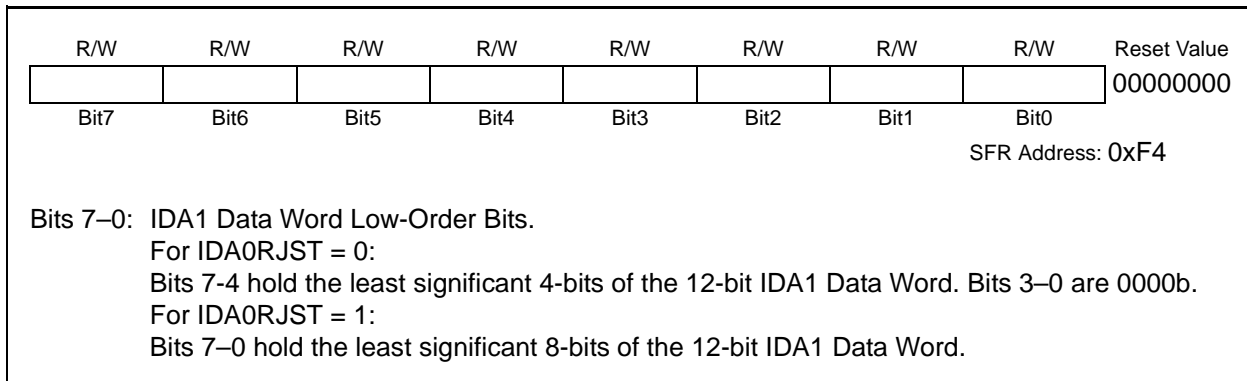 R/W R/W R/W R/W R/W R/W R/W R/W Reset Value
00000000
Bit7 Bit6 Bit5 Bit4 Bit3 Bit2 Bit1 Bit0
SFR Address: 0xF4
Bits 7–0: IDA1 Data Word Low-Order Bits.
For IDA0RJST = 0:
Bits 7-4 hold the least significant 4-bits of the 12-bit IDA1 Data Word. Bits 3–0 are 0000b.
For IDA0RJST = 1:
Bits 7–0 hold the least significant 8-bits of the 12-bit IDA1 Data Word.